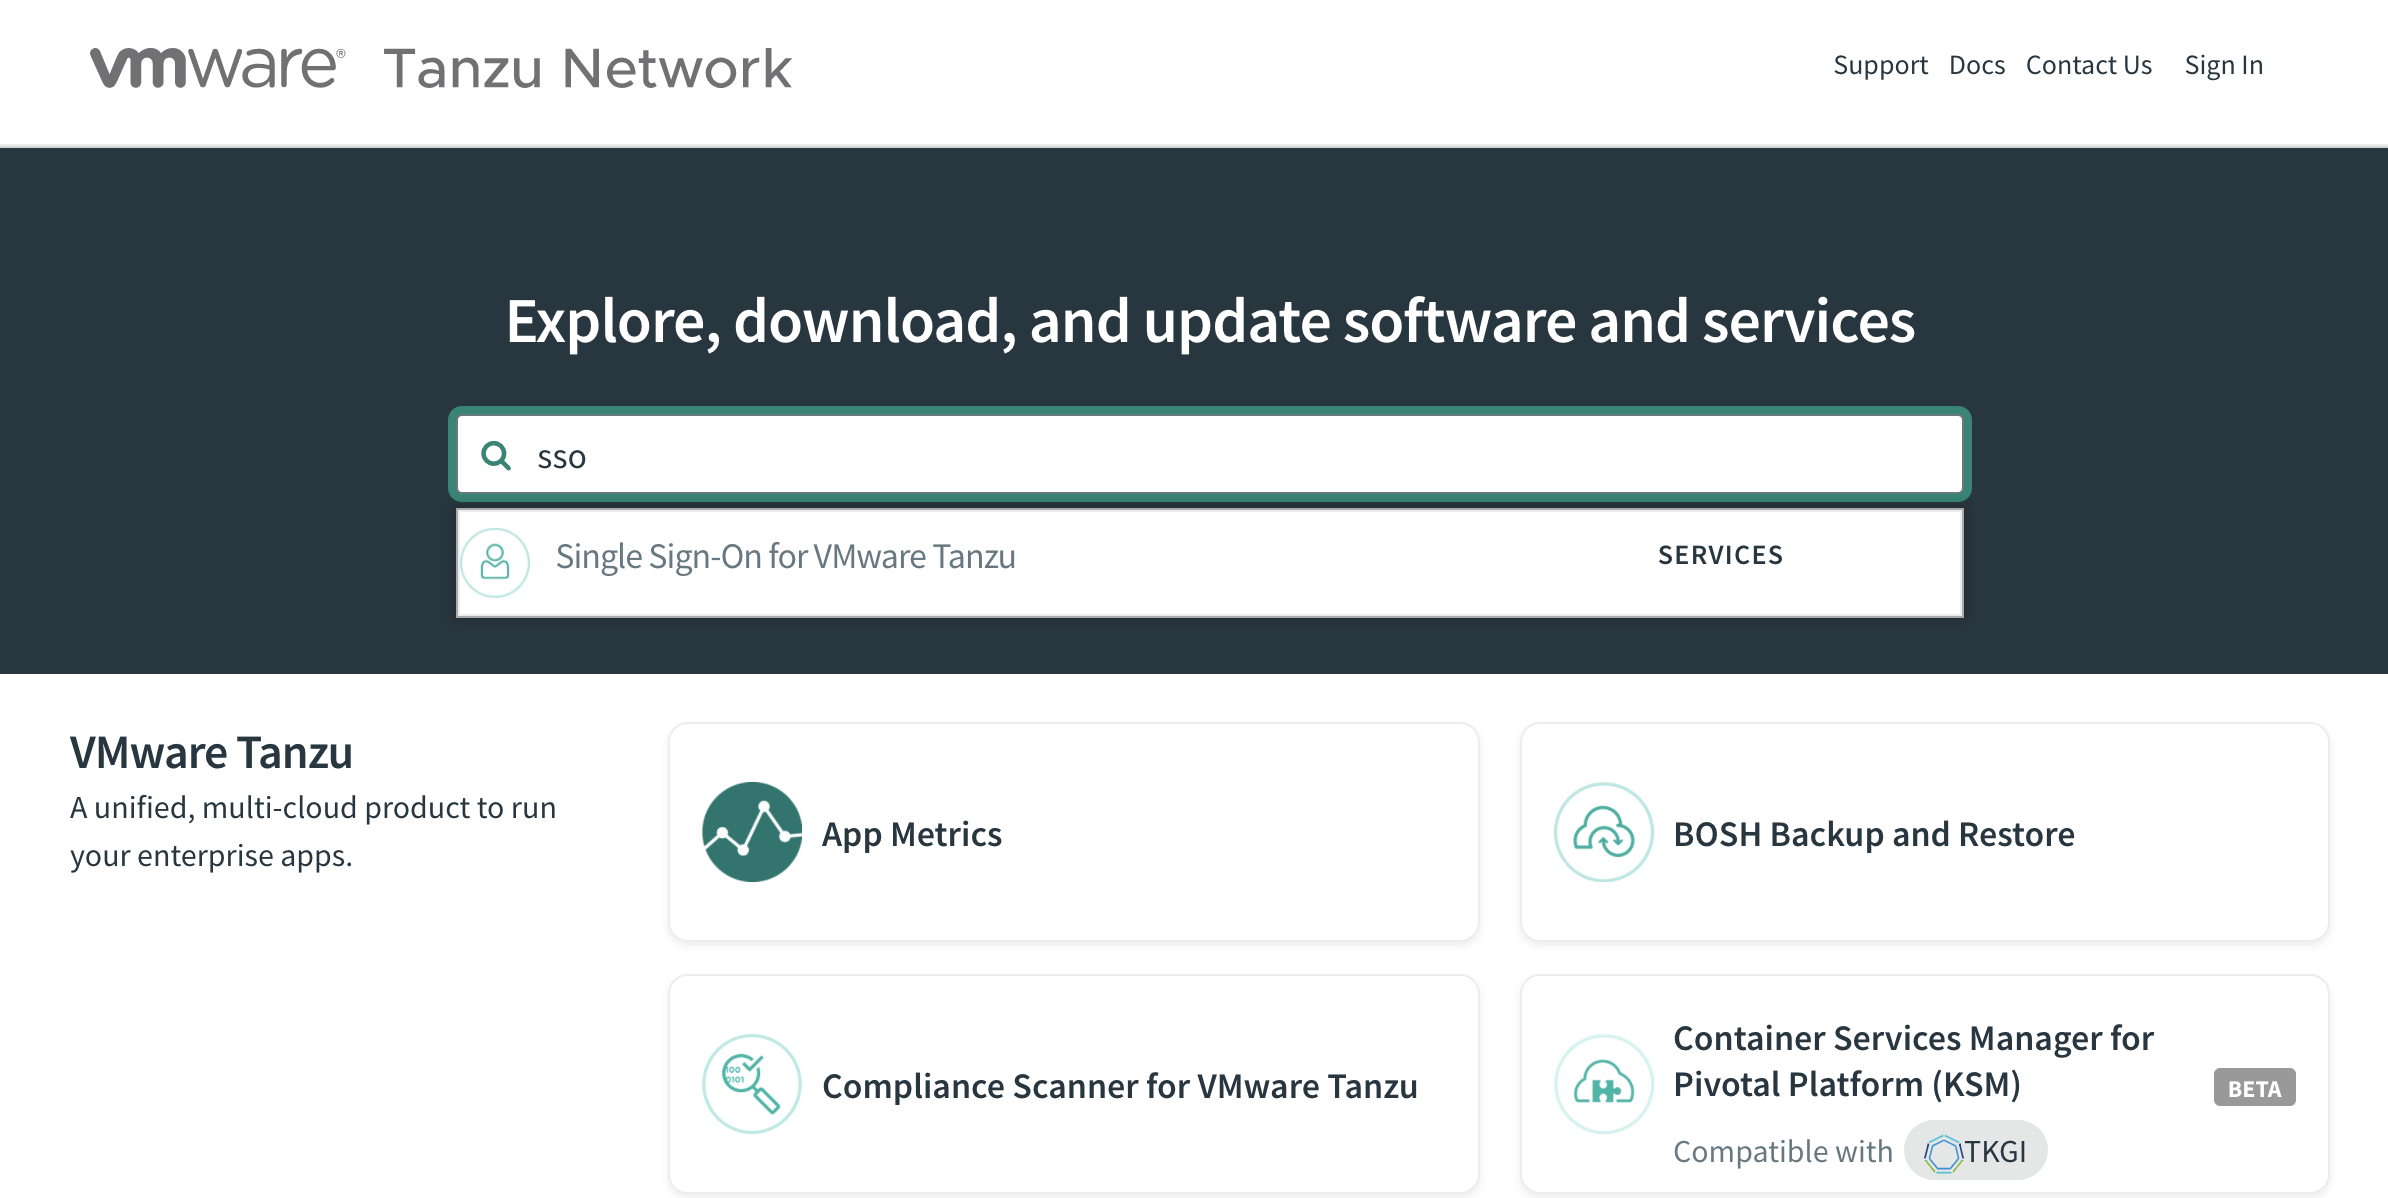 vmware® Tanzu Network
Support Docs Contact Us Sign In
Explore, download, and update software and services
sso
Single Sign-On for VMware Tanzu SERVICES
VMware Tanzu
A unified, multi-cloud product to run
your enterprise apps.
App Metrics
BOSH Backup and Restore
100
0101
Compliance Scanner for VMware Tanzu
Container Services Manager for
Pivotal Platform (KSM)
BETA
Compatible with TKGI